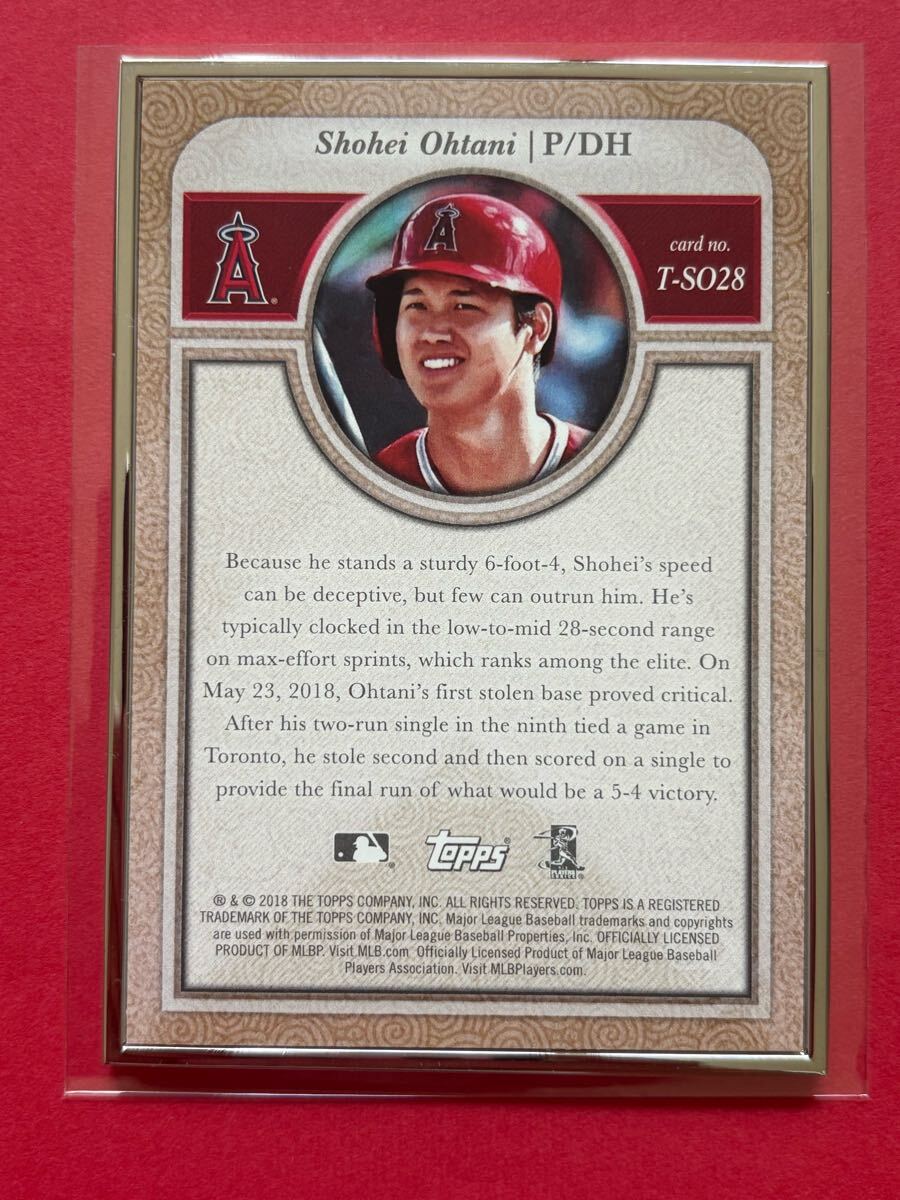 Shohei Ohtani | P/DH
A
card no.
T-SO28
A
Because he stands a sturdy 6-foot-4, Shohei's speed
can be deceptive, but few can outrun him. He's
typically clocked in the low-to-mid 28-second range
on max-effort sprints, which ranks among the elite. On
May 23, 2018, Ohtani's first stolen base proved critical.
After his two-run single in the ninth tied a game in
Toronto, he stole second and then scored on a single to
provide the final run of what would be a 5-4 victory.
topps
® & © 2018 THE TOPPS COMPANY, INC. ALL RIGHTS RESERVED. TOPPS IS A REGISTERED
TRADEMARK OF THE TOPPS COMPANY, INC. Major League Baseball trademarks and copyrights
are used with permission of Major League Baseball Properties, Inc. OFFICIALLY LICENSED
PRODUCT OF MLBP. Visit MLB.com Officially Licensed Product of Major League Baseball
Players Association. Visit MLBPlayers.com.